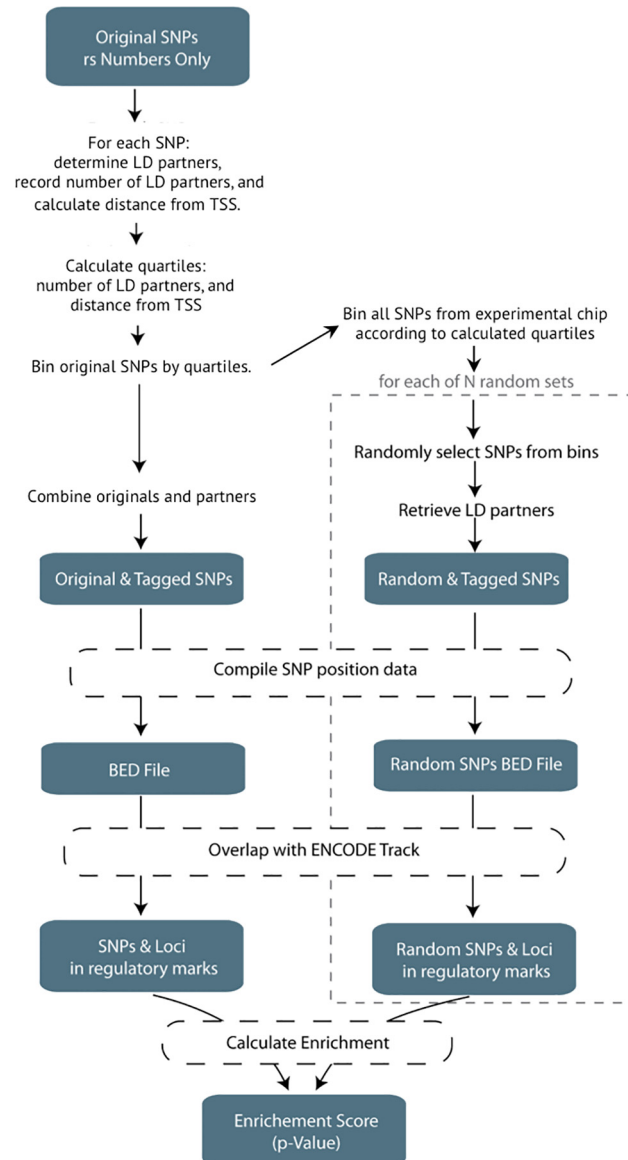 Original SNPs
rs Numbers Only
For each SNP:
determine LD partners,
record number of LD partners, and
calculate distance from TSS.
Calculate quartiles:
number of LD partners, and
distance from TSS
Bin original SNPs by quartiles.
Bin all SNPs from experimental chip
according to calculated quartiles
for each of N random sets
Randomly select SNPs from bins
Retrieve LD partners
Combine originals and partners
Original & Tagged SNPs
Random & Tagged SNPs
Compile SNP position data
BED File
Random SNPs BED File
Overlap with ENCODE Track
SNPs & Loci
in regulatory marks
Random SNPs & Loci
in regulatory marks
Calculate Enrichment
Enrichement Score
(p-Value)